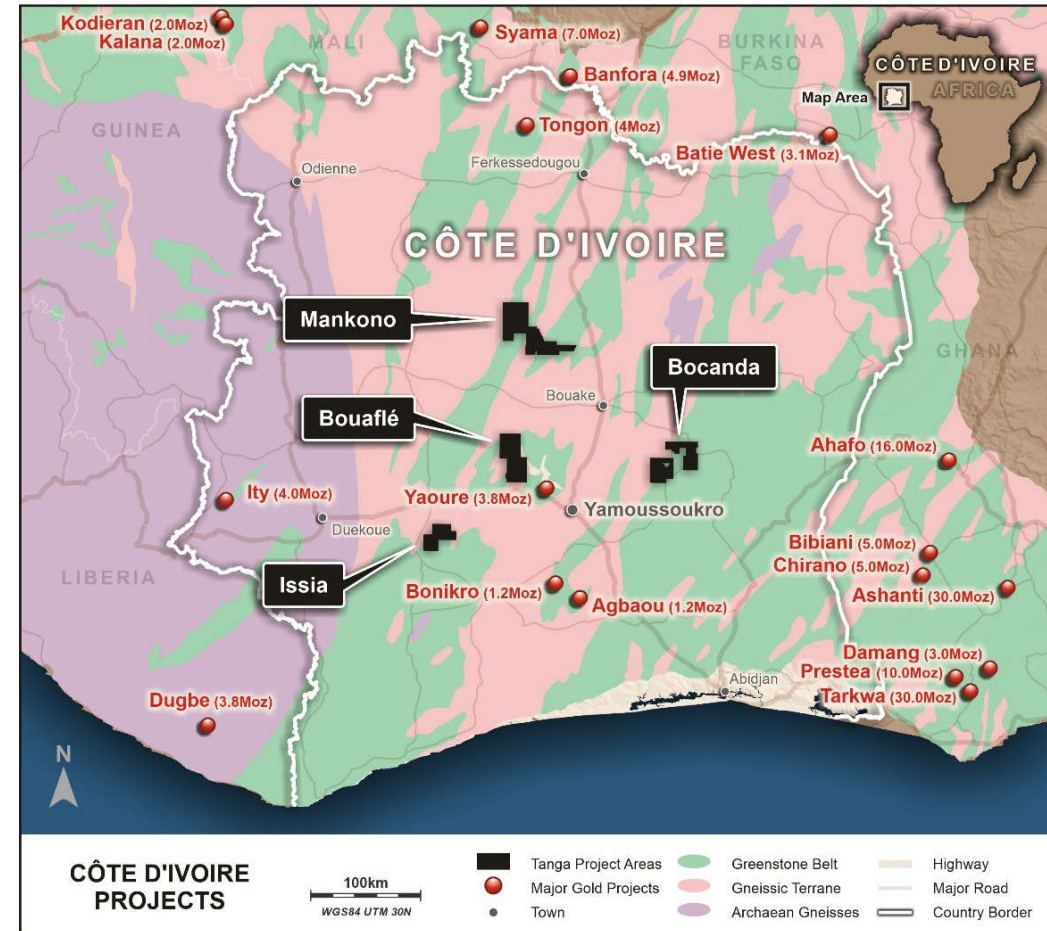 Kodieran (2.0Moz)
Kalana (2.0Moz)
MALI
Syama (7.0Moz)
BURKINA
FASO
CÔTE D'IVOIRE
AFRICA
Map Area
Banfora (4.9Moz)
GUINEA
Tongon (4Moz)
Batie West (3.1Moz)
Odienne
Ferkessedougou
CÔTE D'IVOIRE
Mankono
GHANA
Bocanda
Bouake
Bouaflé
Ahafo (16.0Moz)
Ity (4.0Moz)
Yaoure (3.8Moz)
Yamoussoukro
Duekoue
Bibiani (5.0Moz)
Chirano (5.0Moz)
LIBERIA
Issia
Bonikro (1.2Moz)
Agbaou (1.2Moz)
Ashanti (30.0Moz)
Damang (3.0Moz)
Prestea (10.0Moz)
Tarkwa (30.0Moz)
Abidjan
Dugbe (3.8Moz)
N
CÔTE D'IVOIRE
PROJECTS
100km
WGS84 UTM 30N
Tanga Project Areas
Major Gold Projects
Town
Greenstone Belt
Gneissic Terrane
Archaean Gneisses
Highway
Major Road
Country Border